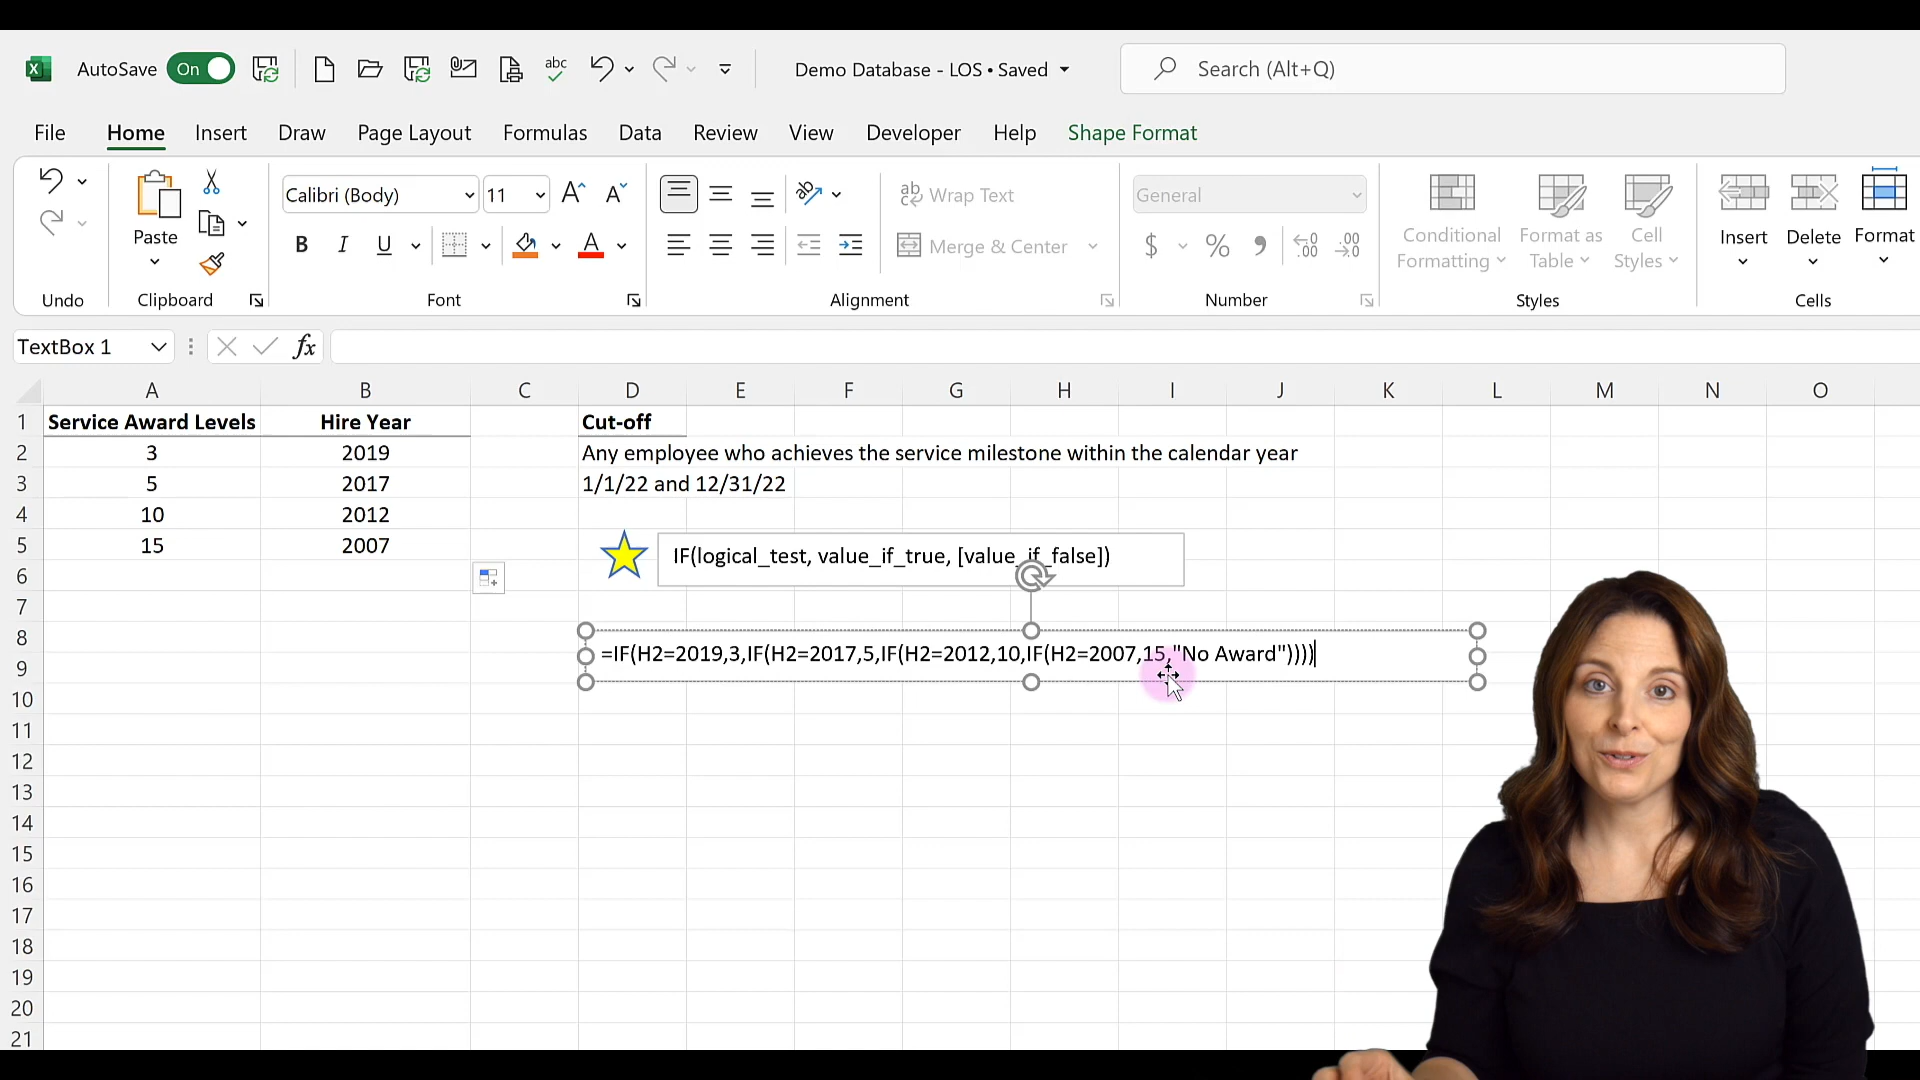 AutoSave On Demo Database - LOS • Saved Search (Alt+Q)
File Home Insert Draw Page Layout Formulas Data Review View Developer Help Shape Format
Paste
Calibri (Body) 11
B I U A
Wrap Text
Merge & Center
General
$ % 9
Conditional Formatting
Format as Table
Cell Styles
Insert Delete Format
Undo Clipboard Font Alignment Number Styles Cells
TextBox 1 fx
A B C D E F G H I J K L M N O
1 Service Award Levels Hire Year Cut-off
2 3 2019 Any employee who achieves the service milestone within the calendar year
3 5 2017 1/1/22 and 12/31/22
4 10 2012
5 15 2007 IF(logical_test, value_if_true, [value_if_false])
6
7
8 =IF(H2=2019,3,IF(H2=2017,5,IF(H2=2012,10,IF(H2=2007,15,"No Award"))))
9
10
11
12
13
14
15
16
17
18
19
20
21